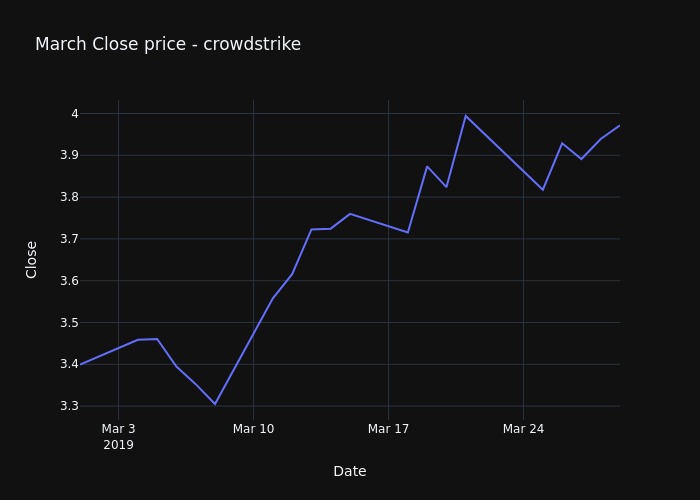 March Close price - crowdstrike
Close
4
3.9
3.8
3.7
3.6
3.5
3.4
3.3
Mar 3
2019
Mar 10
Mar 17
Mar 24
Date